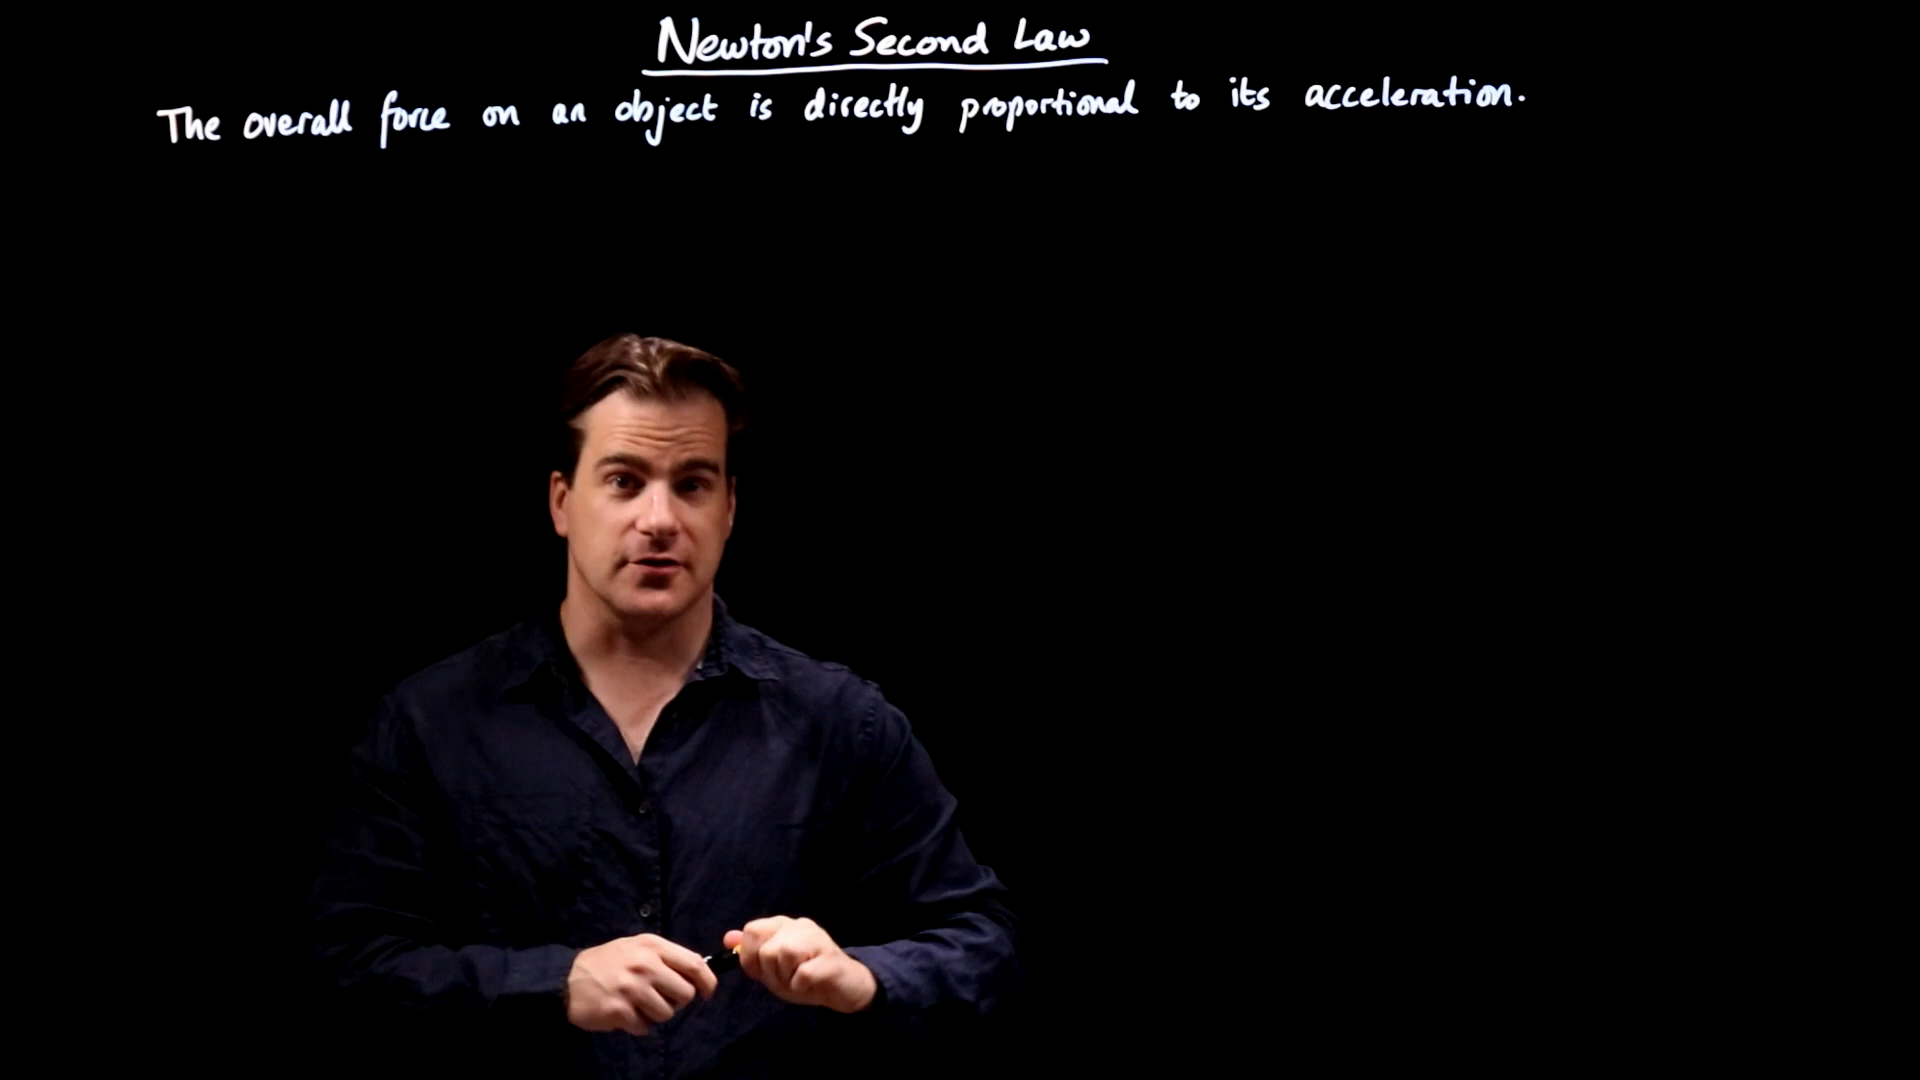 Newton's Second Law
The overall force on an object is directly proportional to its acceleration.